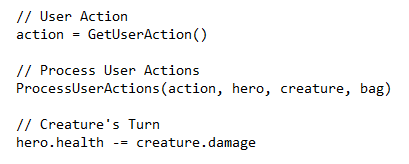 // User Action
action = GetUserAction()
// Process User Actions
ProcessUserActions(action, hero, creature, bag)
// Creature's Turn
hero.health -= creature.damage